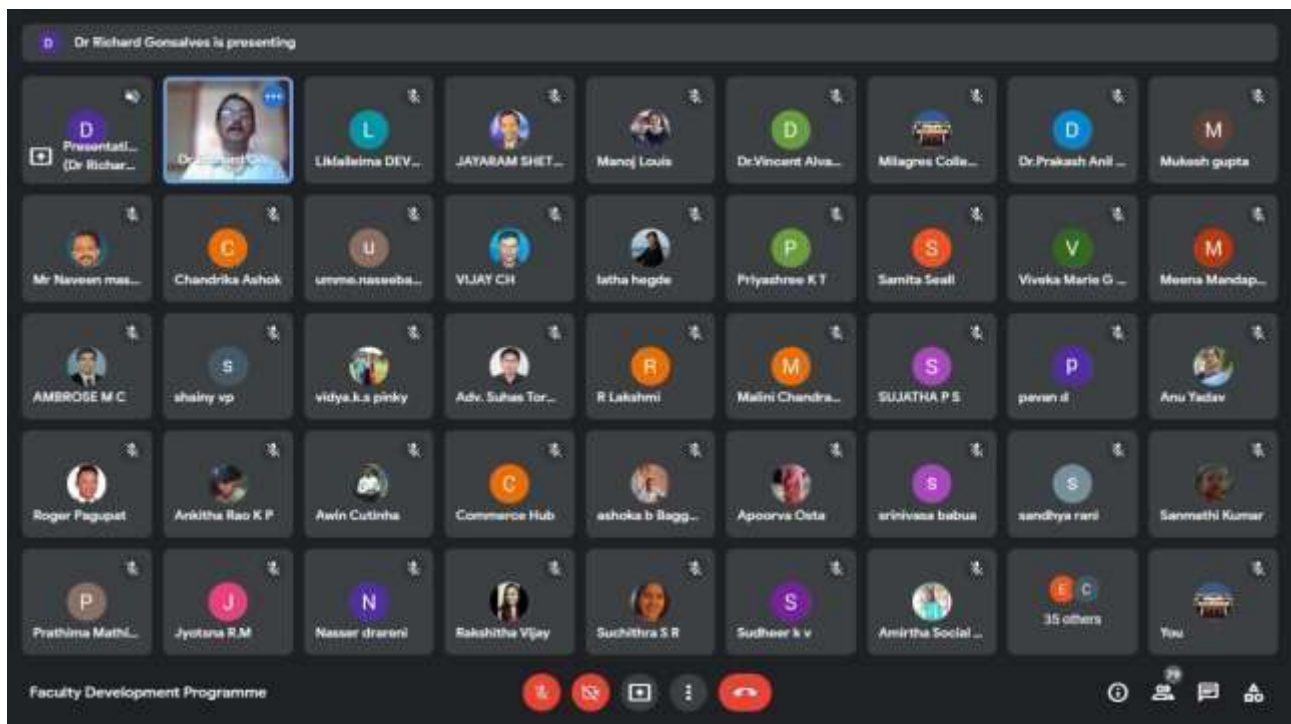 D Dr Richard Gonsalves is presenting
D
Presentati...
(Dr Richar...
L
Liklaileima DEV...
JAYARAM SHET...
Manoj Louis
D
Dr.Vincent Alva...
Milagres Colle...
D
Dr.Prakash Anil ...
M
Mukesh gupta
Mr Naveen mas...
C
Chandrika Ashok
u
umme.naseeba...
VIJAY CH
latha hegde
P
Priyashree K T
S
Samita Seall
V
Viveka Marie G ...
M
Meena Mandap...
AMBROSE M C
s
shainy vp
vidya.k.s pinky
Adv. Suhas Tor...
R
R Lakshmi
M
Malini Chandra...
S
SUJATHA P S
p
pavan d
Anu Yadav
Roger Pagupat
Ankitha Rao K P
Awin Cutinha
C
Commerce Hub
ashoka b Bagg...
Apoorva Osta
s
srinivasa babua
s
sandhya rani
Sanmathi Kumar
P
Prathima Mathi...
J
Jyotsna R.M
N
Nasser drareni
Rakshitha Vijay
Suchithra S R
S
Sudheer k v
Amirtha Social ...
E C
35 others
You
Faculty Development Programme
79